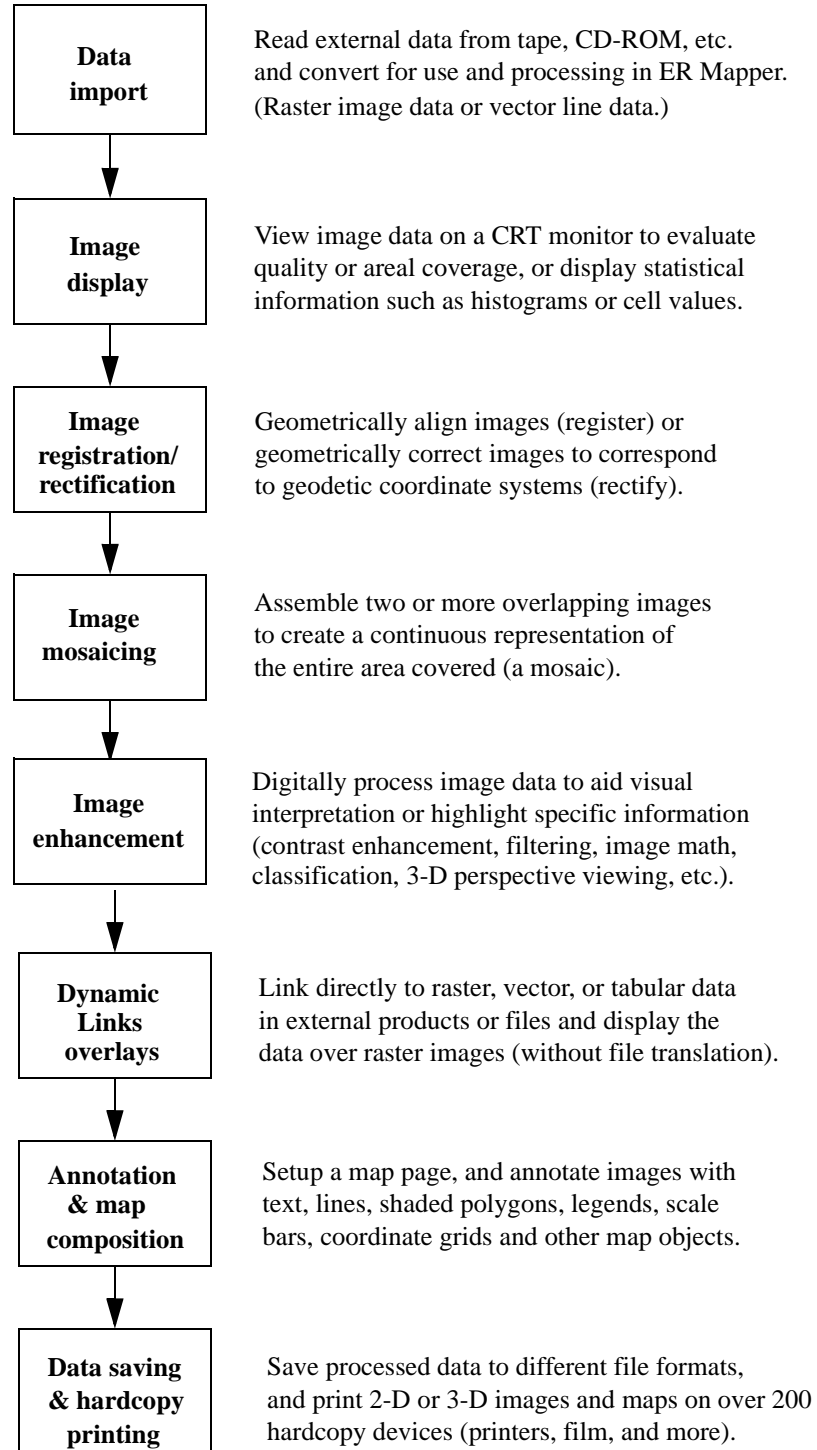 Data
import
Read external data from tape, CD-ROM, etc.
and convert for use and processing in ER Mapper.
(Raster image data or vector line data.)
Image
display
View image data on a CRT monitor to evaluate
quality or areal coverage, or display statistical
information such as histograms or cell values.
Image
registration/
rectification
Geometrically align images (register) or
geometrically correct images to correspond
to geodetic coordinate systems (rectify).
Image
mosaicing
Assemble two or more overlapping images
to create a continuous representation of
the entire area covered (a mosaic).
Image
enhancement
Digitally process image data to aid visual
interpretation or highlight specific information
(contrast enhancement, filtering, image math,
classification, 3-D perspective viewing, etc.).
Dynamic
Links
overlays
Link directly to raster, vector, or tabular data
in external products or files and display the
data over raster images (without file translation).
Annotation
& map
composition
Setup a map page, and annotate images with
text, lines, shaded polygons, legends, scale
bars, coordinate grids and other map objects.
Data saving
& hardcopy
printing
Save processed data to different file formats,
and print 2-D or 3-D images and maps on over 200
hardcopy devices (printers, film, and more).